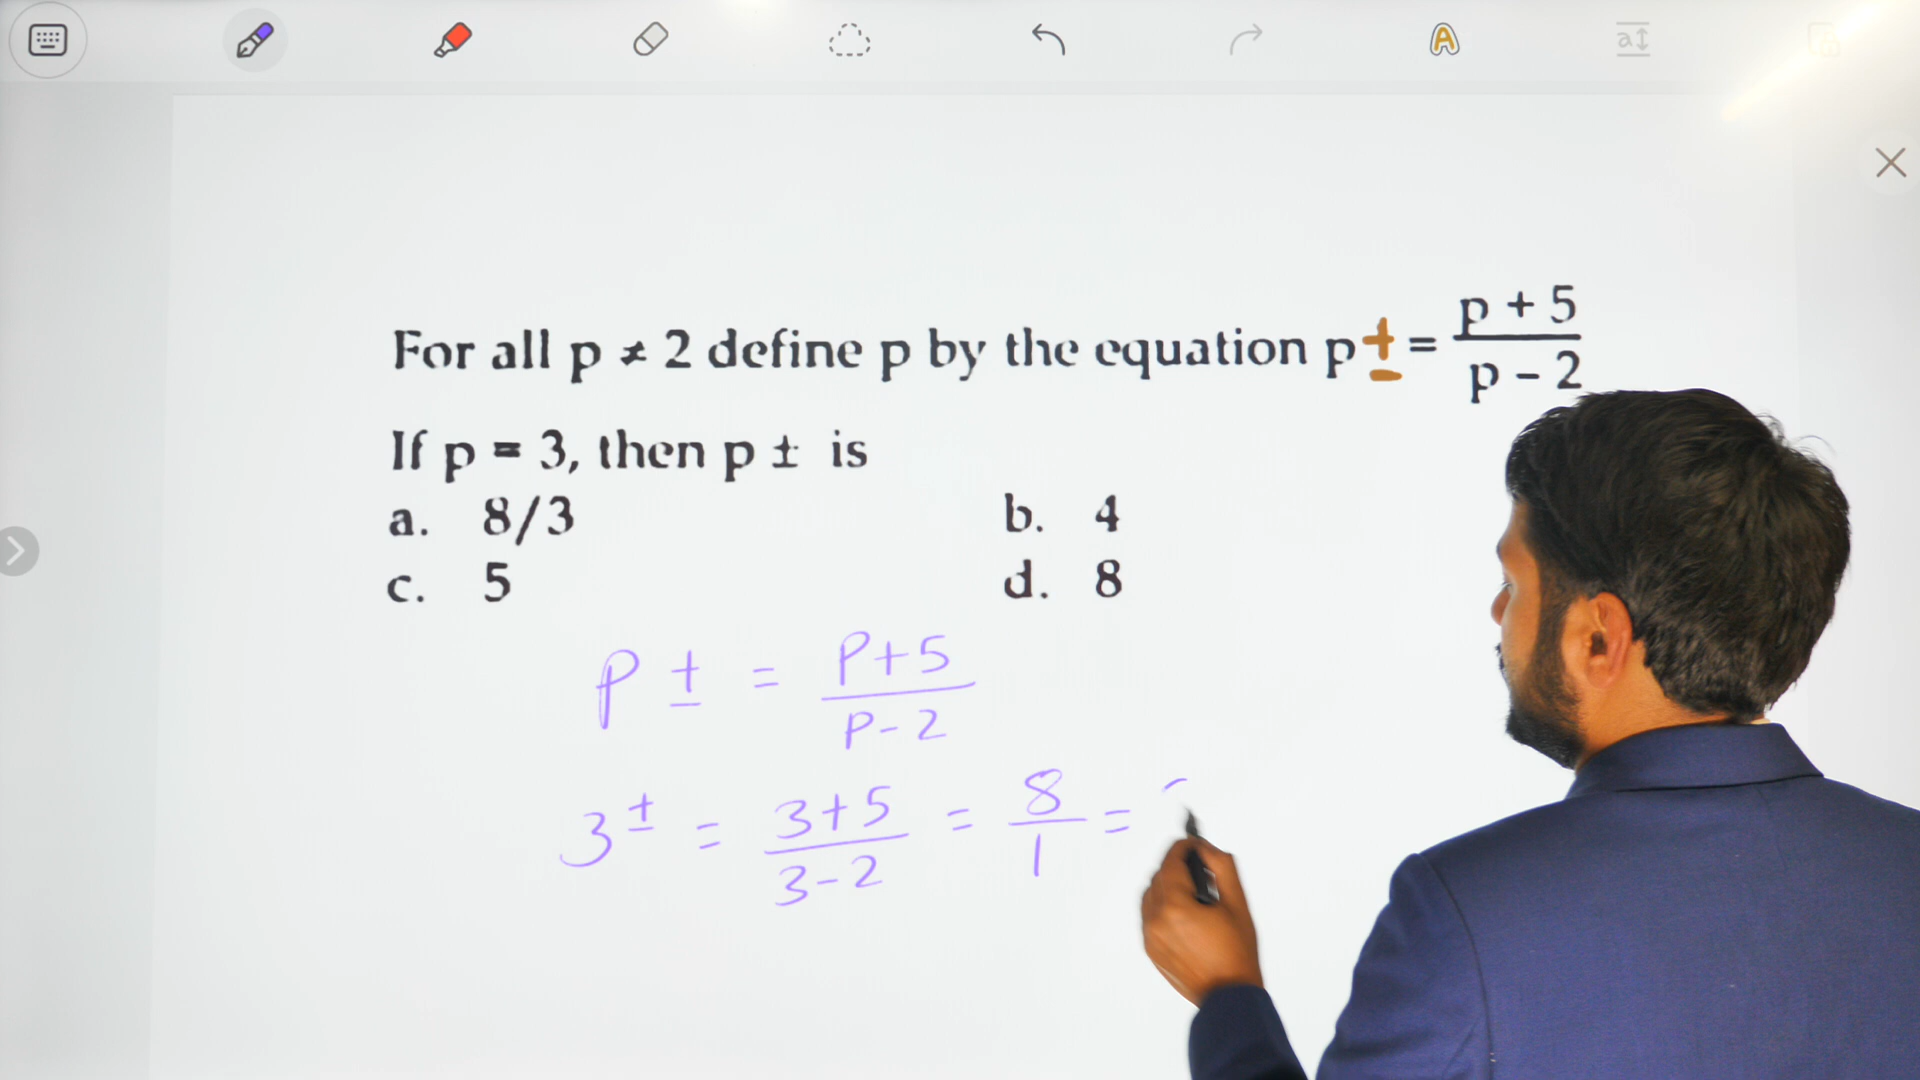 For all p ≠ 2 define p by the equation p ± = p + 5 / p - 2
If p = 3, then p ± is
a. 8/3 b. 4
c. 5 d. 8
P ± = P+5 / P-2
3 ± = 3+5 / 3-2 = 8 / 1 =